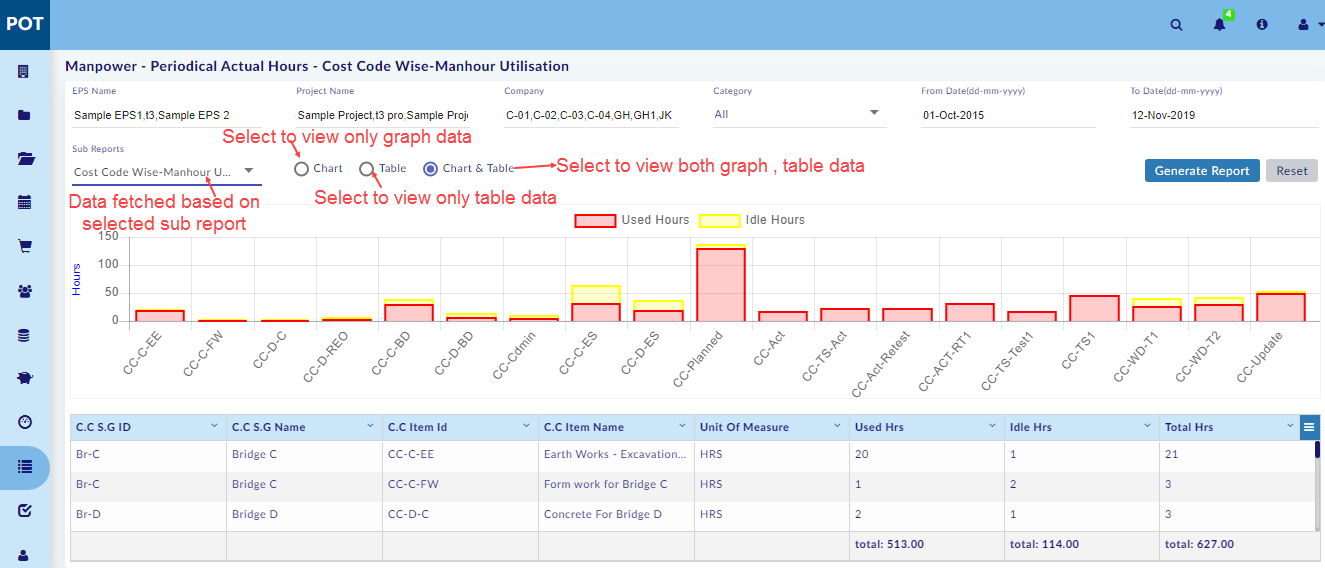 POT
4
Manpower - Periodical Actual Hours - Cost Code Wise-Manhour Utilisation
EPS Name Project Name Company Category From Date(dd-mm-yyyy) To Date(dd-mm-yyyy)
Sample EPS1,t3,Sample EPS 2 Sample Project,t3 pro,Sample Proje C-01,C-02,C-03,C-04,GH,GH1,JK All 01-Oct-2015 12-Nov-2019
Select to view only graph data
Sub Reports
Cost Code Wise-Manhour U... Chart Table Chart & Table Select to view both graph , table data Generate Report Reset
Select to view only table data
Data fetched based on
selected sub report
Used Hours Idle Hours
Hours
150
100
50
0
CC-C-EE CC-C-FW CC-D-C CC-D-REO CC-C-BD CC-D-BD CC-Cdmin CC-C-ES CC-D-ES CC-Planned CC-Act CC-TS-Act CC-Act-Retest CC-ACT-RT1 CC-TS-Test1 CC-TS1 CC-WD-T1 CC-WD-T2 CC-Update
C.C S.G ID C.C S.G Name C.C Item Id C.C Item Name Unit Of Measure Used Hrs Idle Hrs Total Hrs
Br-C Bridge C CC-C-EE Earth Works - Excavation... HRS 20 1 21
Br-C Bridge C CC-C-FW Form work for Bridge C HRS 1 2 3
Br-D Bridge D CC-D-C Concrete For Bridge D HRS 2 1 3
total: 513.00 total: 114.00 total: 627.00